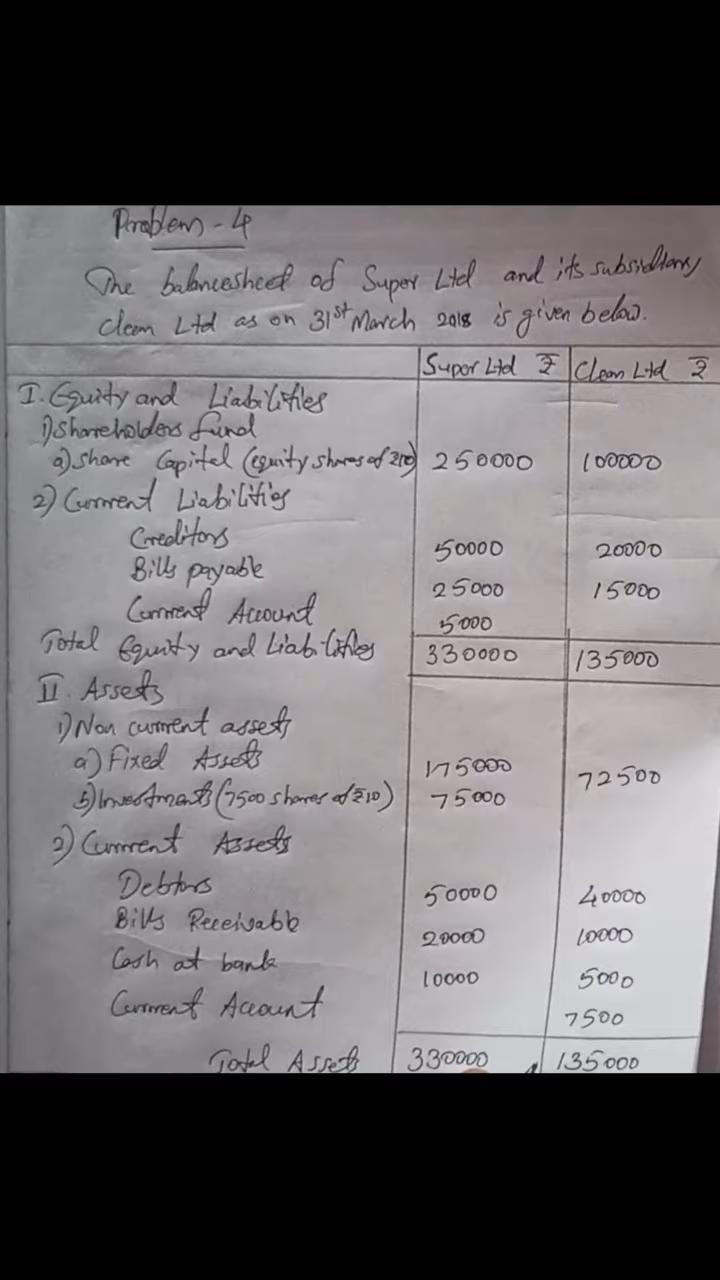 Problem - 4
The balancesheet of Super Ltd and its subsidiary
Clean Ltd as on 31st March 2018 is given below.
Super Ltd ₹ Clean Ltd ₹
I. Equity and Liabilities
1) Shareholders fund
a) Share Capital (equity shares of ₹10) 250000 100000
2) Current Liabilities
Creditors 50000 20000
Bills payable 25000 15000
Current Account 5000
Total Equity and Liabilities 330000 135000
II. Assets
1) Non current assets
a) Fixed Assets 175000 72500
b) Investments (7500 shares of ₹10) 75000
2) Current Assets
Debtors 50000 40000
Bills Receivable 20000 10000
Cash at bank 10000 5000
Current Account 7500
Total Assets 330000 135000